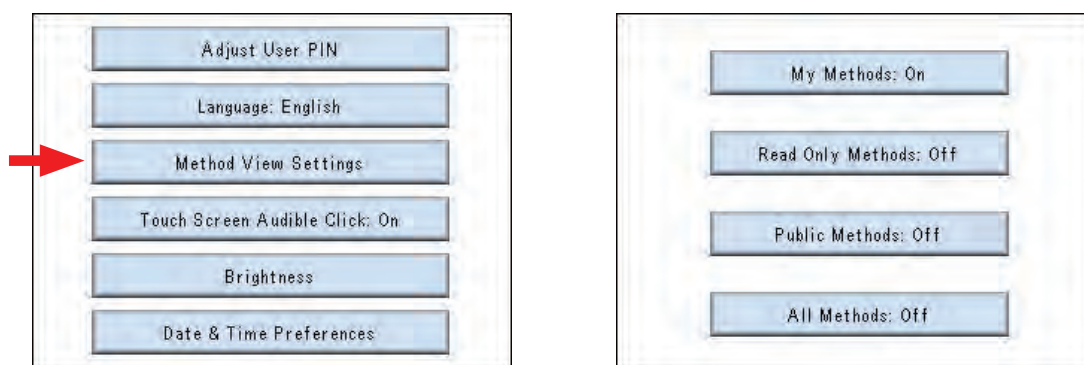 Adjust User PIN
Language: English
Method View Settings
Touch Screen Audible Click: On
Brightness
Date & Time Preferences
My Methods: On
Read Only Methods: Off
Public Methods: Off
All Methods: Off